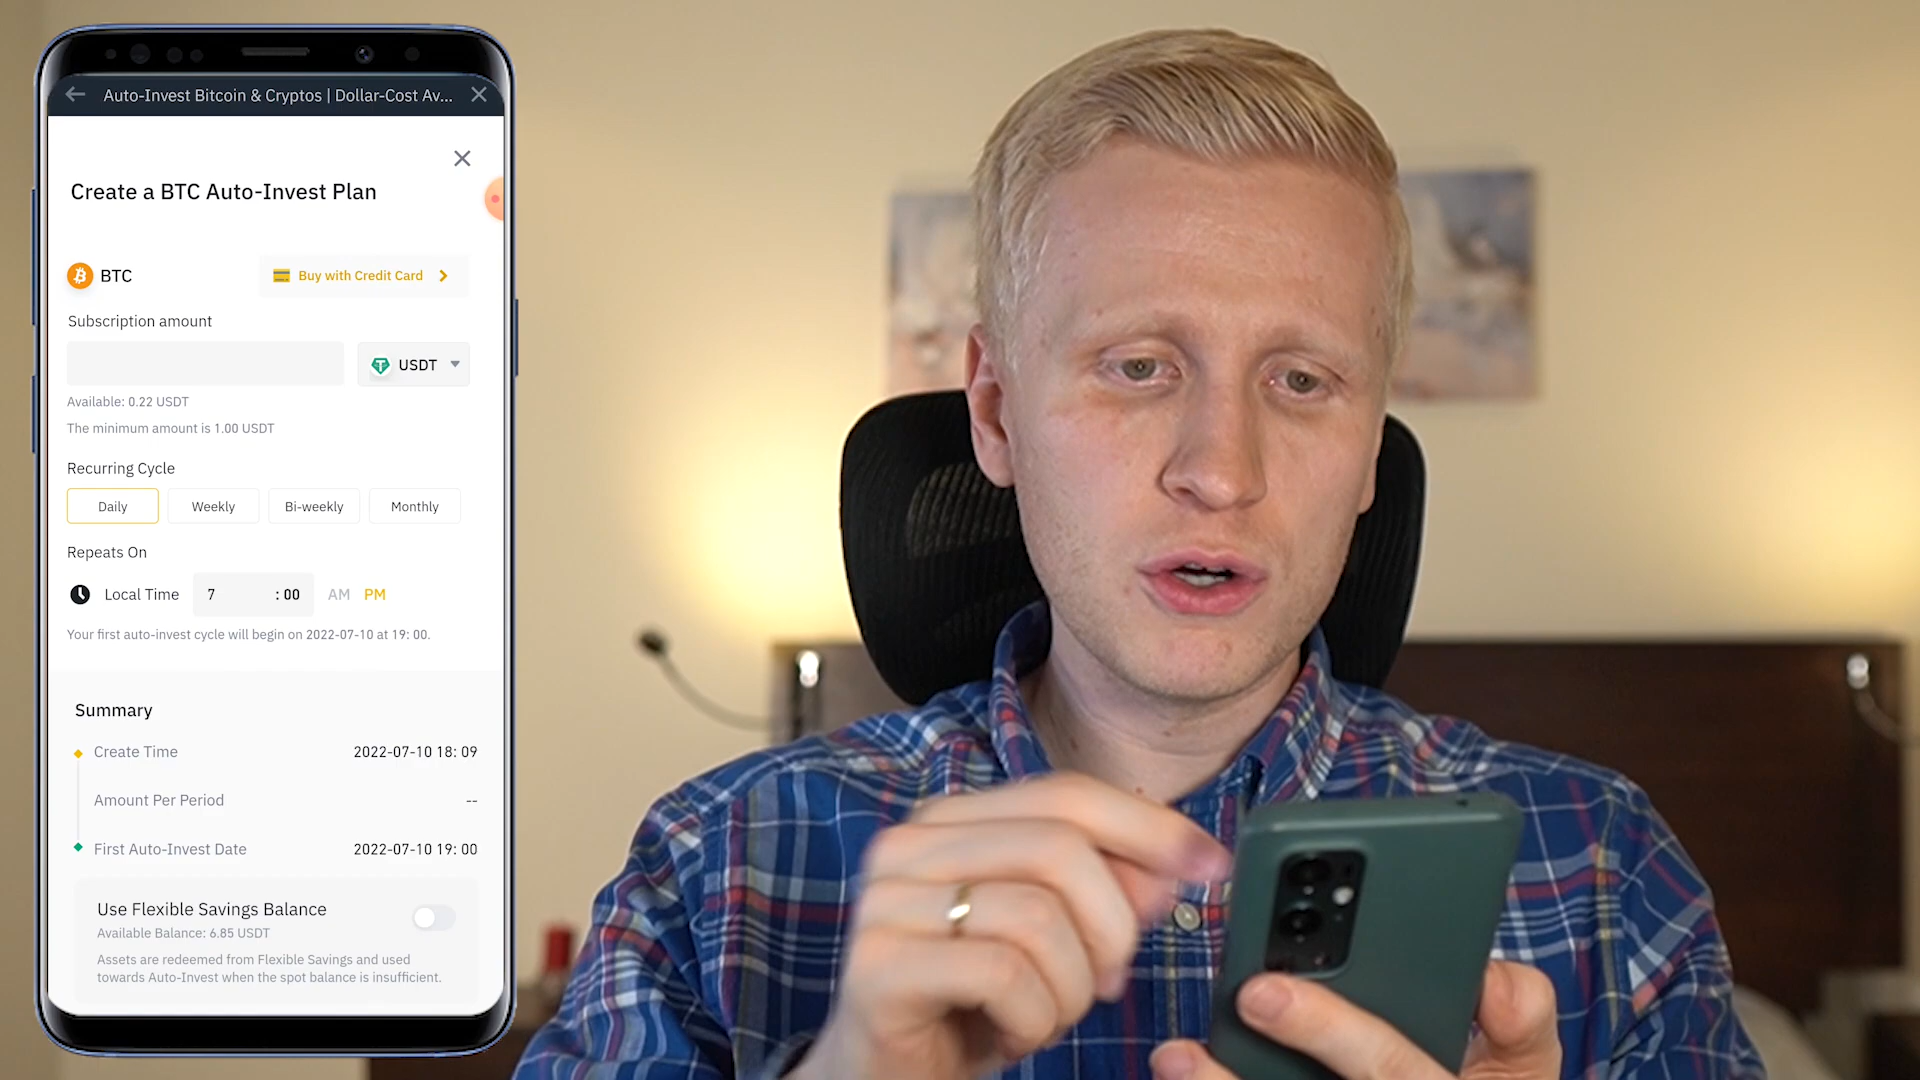 Auto-Invest Bitcoin & Cryptos | Dollar-Cost Av...
Create a BTC Auto-Invest Plan
BTC
Buy with Credit Card
Subscription amount
USDT
Available: 0.22 USDT
The minimum amount is 1.00 USDT
Recurring Cycle
Daily Weekly Bi-weekly Monthly
Repeats On
Local Time 7 : 00 AM PM
Your first auto-invest cycle will begin on 2022-07-10 at 19: 00.
Summary
Create Time 2022-07-10 18: 09
Amount Per Period --
First Auto-Invest Date 2022-07-10 19: 00
Use Flexible Savings Balance
Available Balance: 6.85 USDT
Assets are redeemed from Flexible Savings and used
towards Auto-Invest when the spot balance is insufficient.